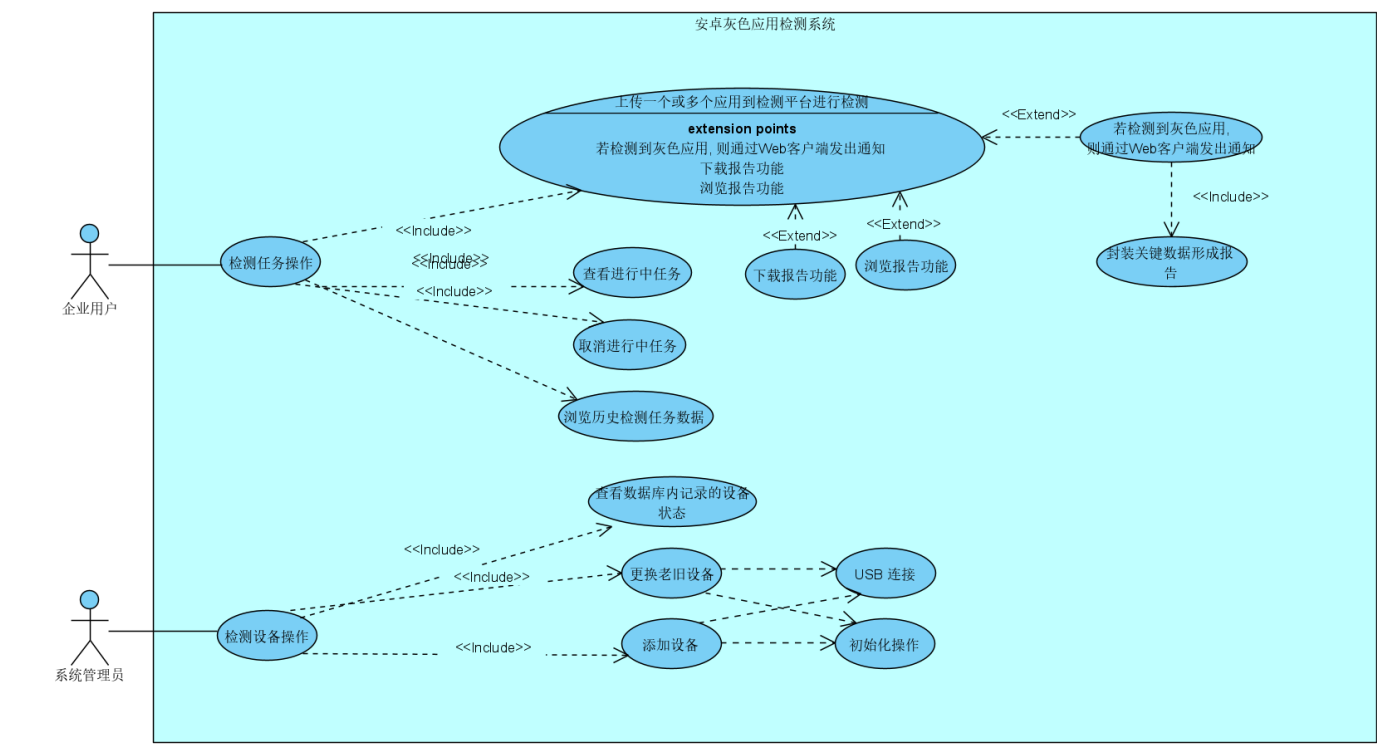 安卓灰色应用检测系统
上传一个或多个应用到检测平台进行检测
extension points
若检测到灰色应用, 则通过Web客户端发出通知
下载报告功能
浏览报告功能
<<Extend>>
若检测到灰色应用,
则通过Web客户端发出通知
<<Include>>
封装关键数据形成报
告
<<Extend>>
下载报告功能
<<Extend>>
浏览报告功能
企业用户
检测任务操作
<<Include>>
<<Include>>
<<Include>>
<<Include>>
查看进行中任务
取消进行中任务
浏览历史检测任务数据
查看数据库内记录的设备
状态
<<Include>>
<<Include>>
更换老旧设备
USB 连接
系统管理员
检测设备操作
<<Include>>
添加设备
初始化操作